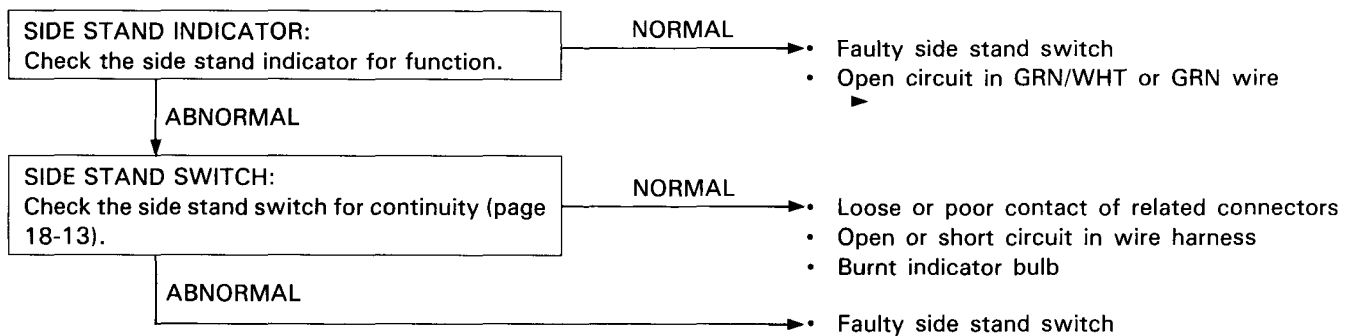 SIDE STAND INDICATOR:
Check the side stand indicator for function.
NORMAL
• Faulty side stand switch
• Open circuit in GRN/WHT or GRN wire
ABNORMAL
SIDE STAND SWITCH:
Check the side stand switch for continuity (page
18-13).
NORMAL
• Loose or poor contact of related connectors
• Open or short circuit in wire harness
• Burnt indicator bulb
ABNORMAL
• Faulty side stand switch